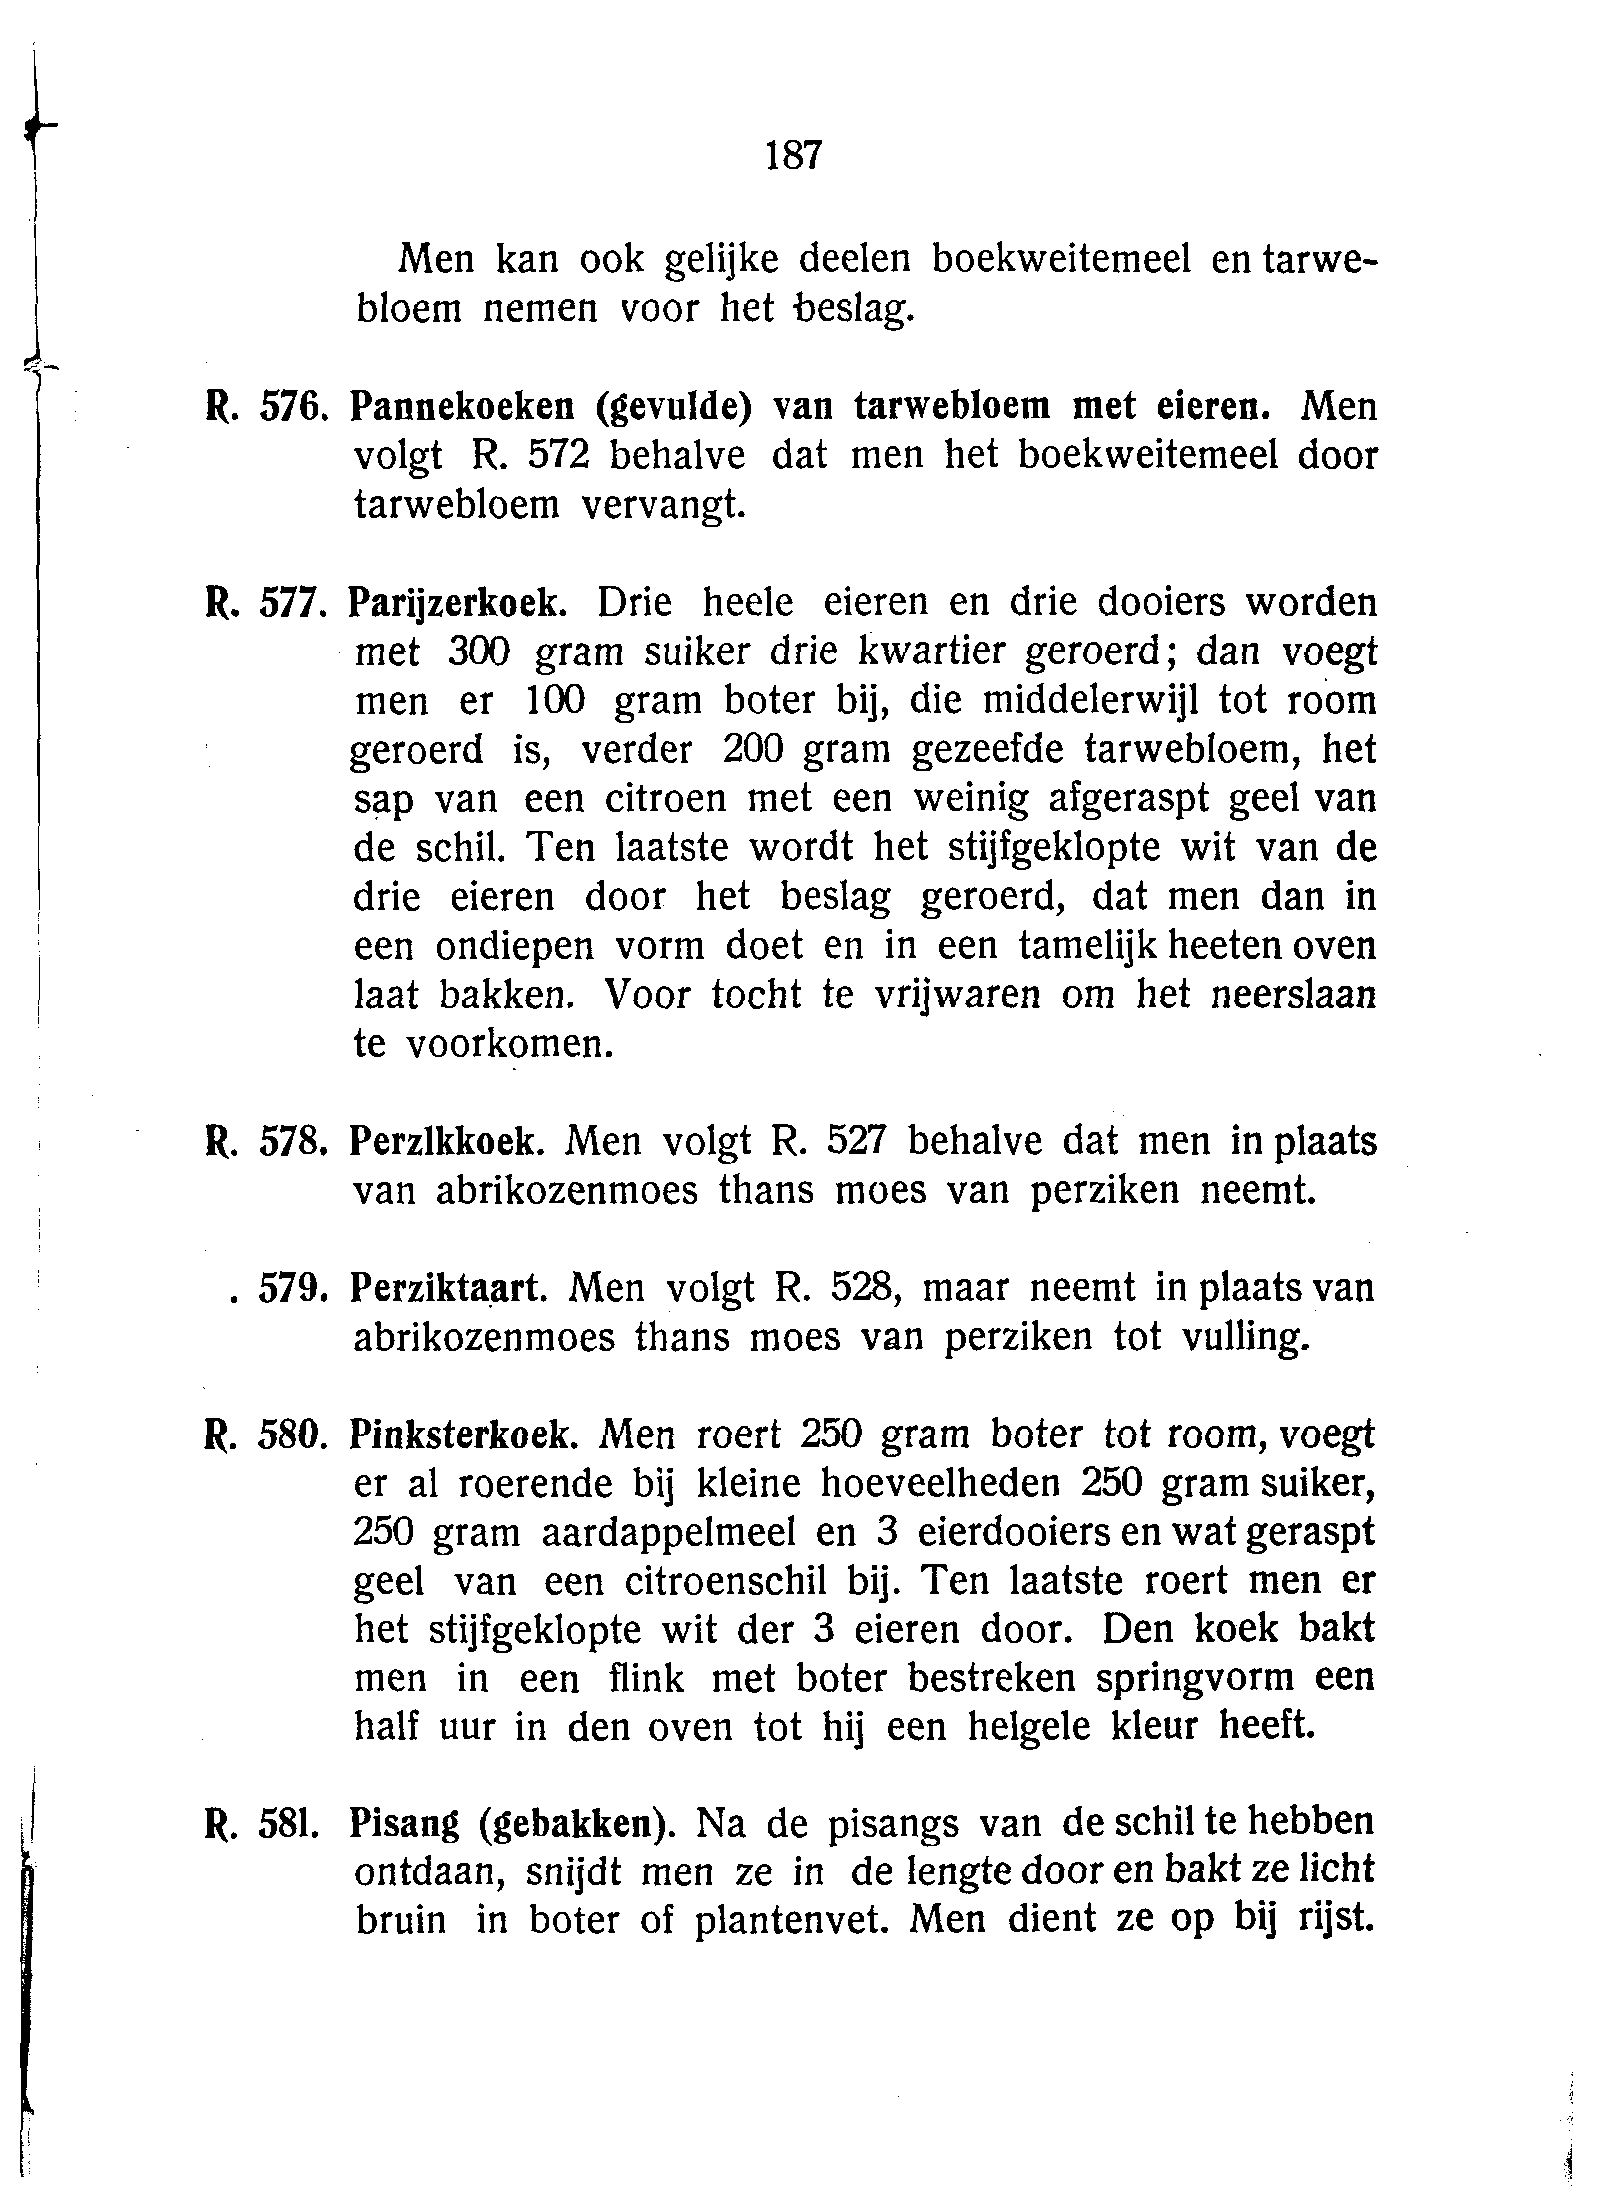 187
Men kan ook gelijke deelen boekweitemeel en tarwe-
bloem nemen voor het beslag.
R. 576. Pannekoeken (gevulde) van tarwebloem met eieren. Men
volgt R. 572 behalve dat men het boekweitemeel door
tarwebloem vervangt.
R. 577. Parijzerkoek. Drie heele eieren en drie dooiers worden
met 300 gram suiker drie kwartier geroerd; dan voegt
men er 100 gram boter bij, die middelerwijl tot room
geroerd is, verder 200 gram gezeefde tarwebloem, het
sap van een citroen met een weinig afgeraspt geel van
de schil. Ten laatste wordt het stijfgeklopte wit van de
drie eieren door het beslag geroerd, dat men dan in
een ondiepen vorm doet en in een tamelijk heeten oven
laat bakken. Voor tocht te vrijwaren om het neerslaan
te voorkomen.
R. 578. Perzlkkoek. Men volgt R. 527 behalve dat men in plaats
van abrikozenmoes thans moes van perziken neemt.
. 579. Perziktaart. Men volgt R. 528, maar neemt in plaats van
abrikozenmoes thans moes van perziken tot vulling.
R. 580. Pinksterkoek. Men roert 250 gram boter tot room, voegt
er al roerende bij kleine hoeveelheden 250 gram suiker,
250 gram aardappelmeel en 3 eierdooiers en wat geraspt
geel van een citroenschil bij. Ten laatste roert men er
het stijfgeklopte wit der 3 eieren door. Den koek bakt
men in een flink met boter bestreken springvorm een
half uur in den oven tot hij een helgele kleur heeft.
R. 581. Pisang (gebakken). Na de pisangs van de schil te hebben
ontdaan, snijdt men ze in de lengte door en bakt ze licht
bruin in boter of plantenvet. Men dient ze op bij rijst.